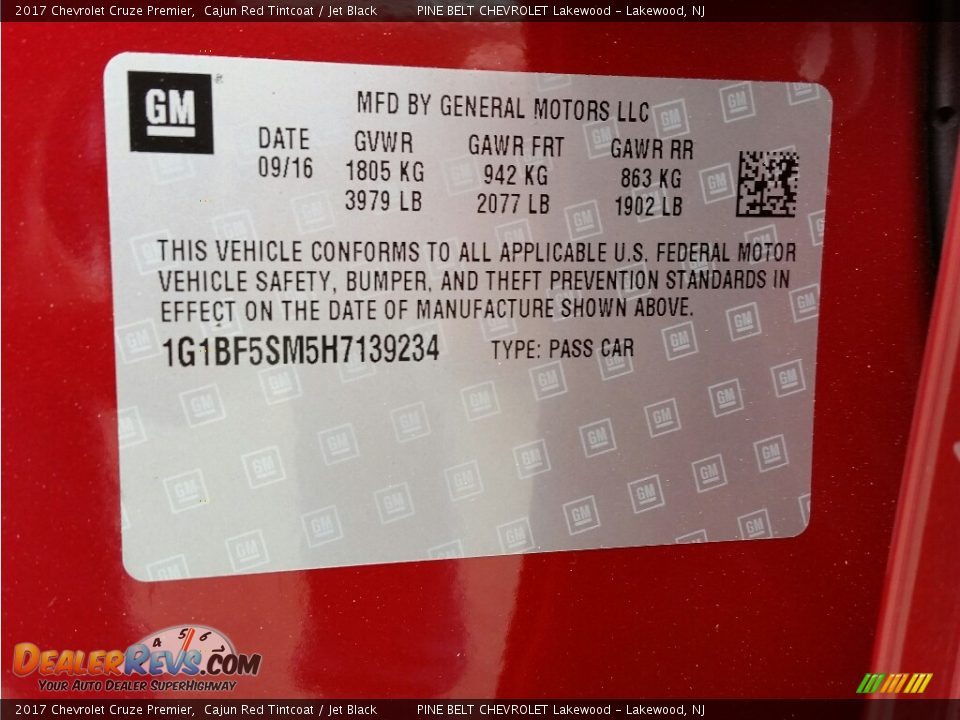 2017 Chevrolet Cruze Premier,  Cajun Red Tintcoat / Jet Black    PINE BELT CHEVROLET Lakewood - Lakewood, NJ
GM®
MFD BY GENERAL MOTORS LLC
DATE GVWR GAWR FRT GAWR RR
09/16 1805 KG 942 KG 863 KG
3979 LB 2077 LB 1902 LB
THIS VEHICLE CONFORMS TO ALL APPLICABLE U.S. FEDERAL MOTOR
VEHICLE SAFETY, BUMPER, AND THEFT PREVENTION STANDARDS IN
EFFECT ON THE DATE OF MANUFACTURE SHOWN ABOVE.
1G1BF5SM5H7139234 TYPE: PASS CAR
4 5 6
DEALERREVS.COM
YOUR AUTO DEALER SUPERHIGHWAY
2017 Chevrolet Cruze Premier,  Cajun Red Tintcoat / Jet Black    PINE BELT CHEVROLET Lakewood - Lakewood, NJ